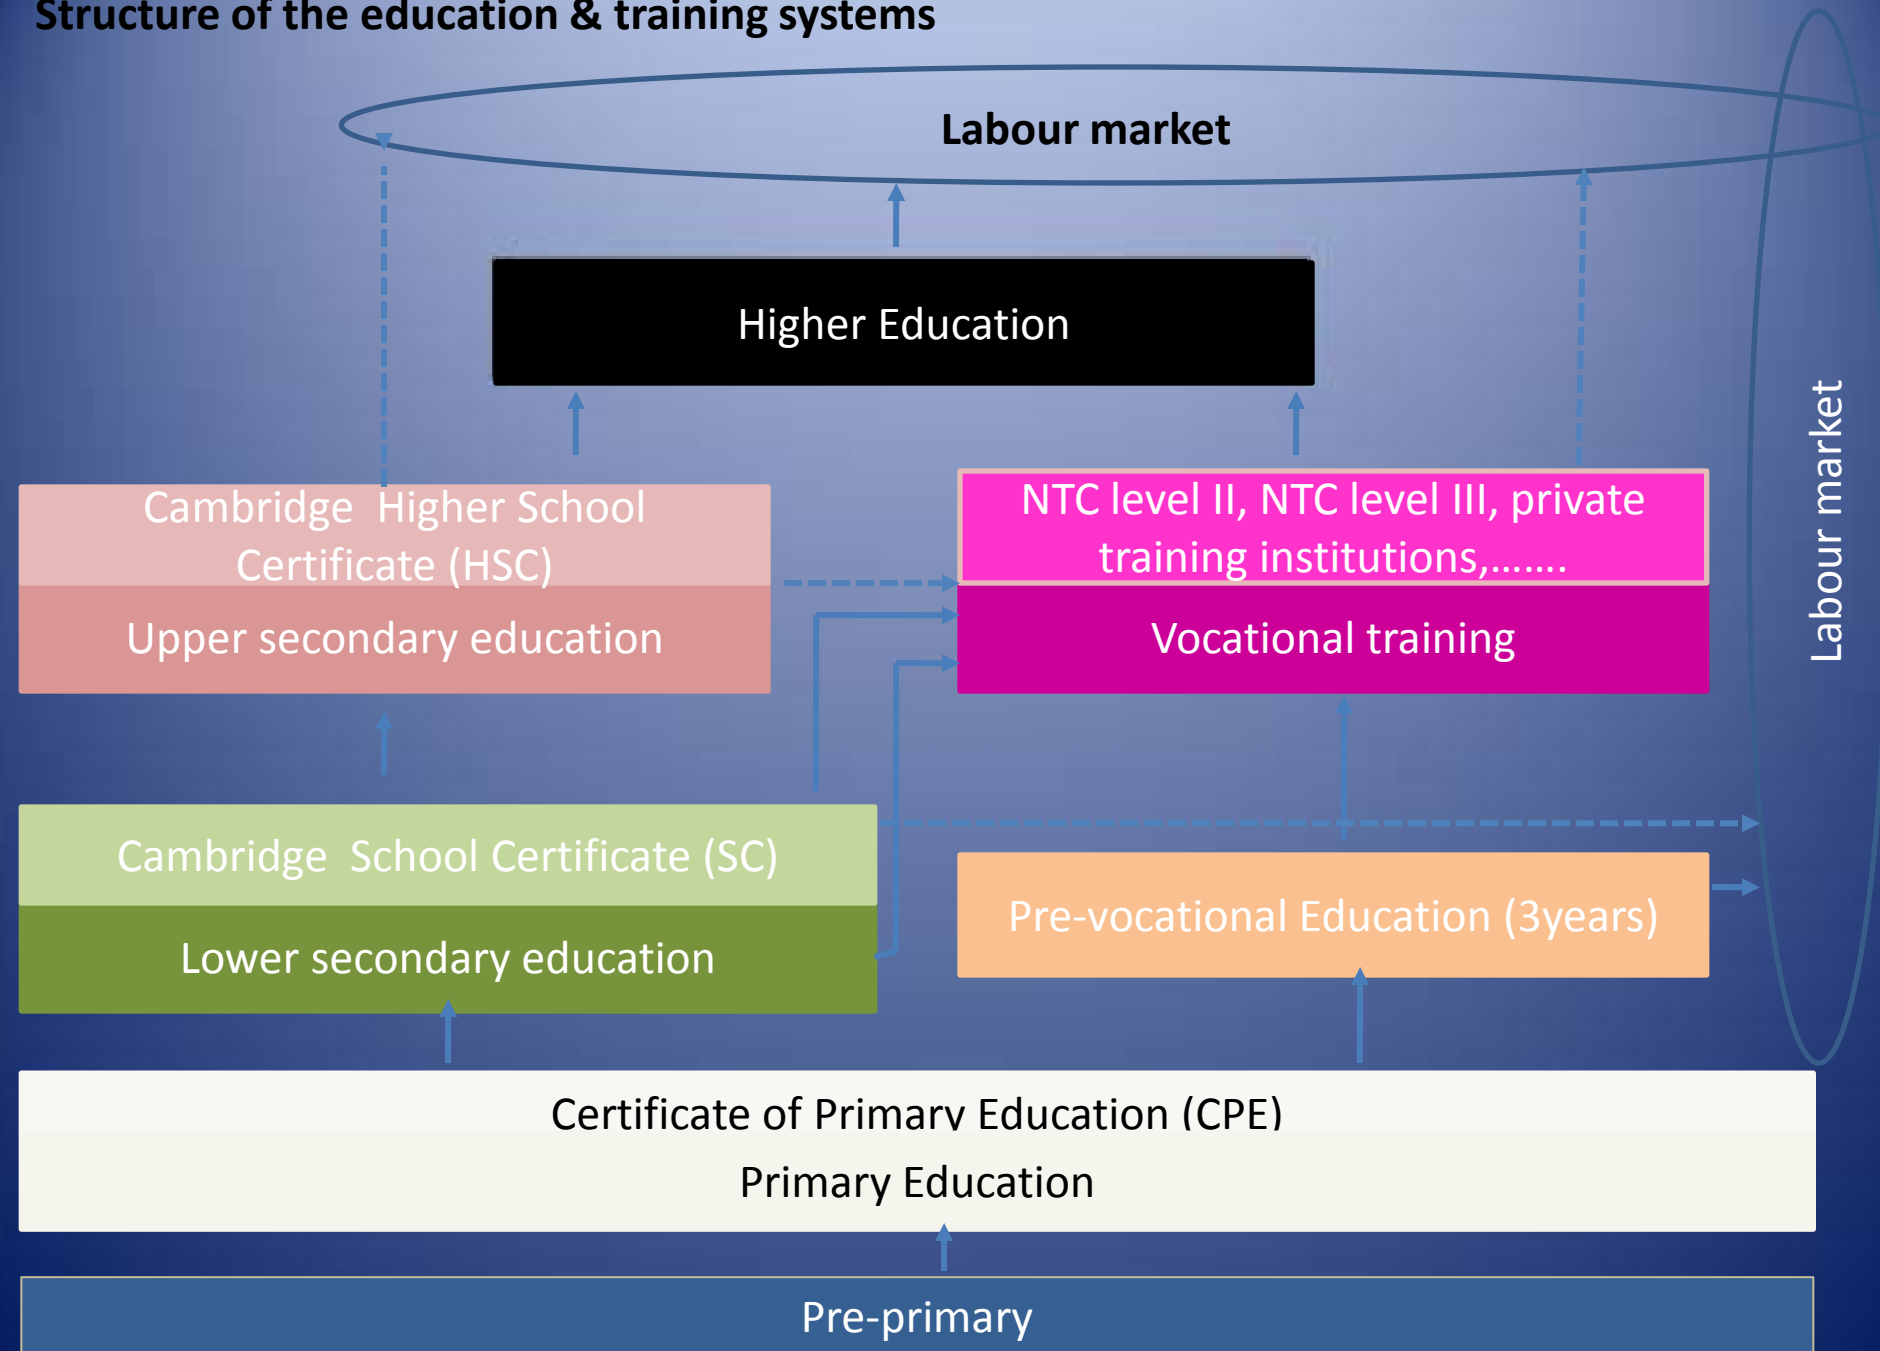 Structure of the education & training systems
Labour market
Higher Education
Cambridge  Higher School
Certificate (HSC)
Upper secondary education
NTC level II, NTC level III, private
training institutions,.......
Vocational training
Labour market
Cambridge  School Certificate (SC)
Lower secondary education
Pre-vocational Education (3years)
Certificate of Primary Education (CPE)
Primary Education
Pre-primary